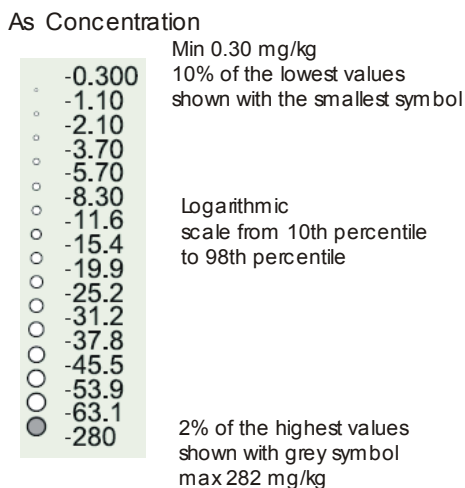 As Concentration
Min 0.30 mg/kg
10% of the lowest values
shown with the smallest symbol
-0.300
-1.10
-2.10
-3.70
-5.70
-8.30
-11.6
-15.4
-19.9
-25.2
-31.2
-37.8
-45.5
-53.9
-63.1
-280
Logarithmic
scale from 10th percentile
to 98th percentile
2% of the highest values
shown with grey symbol
max 282 mg/kg